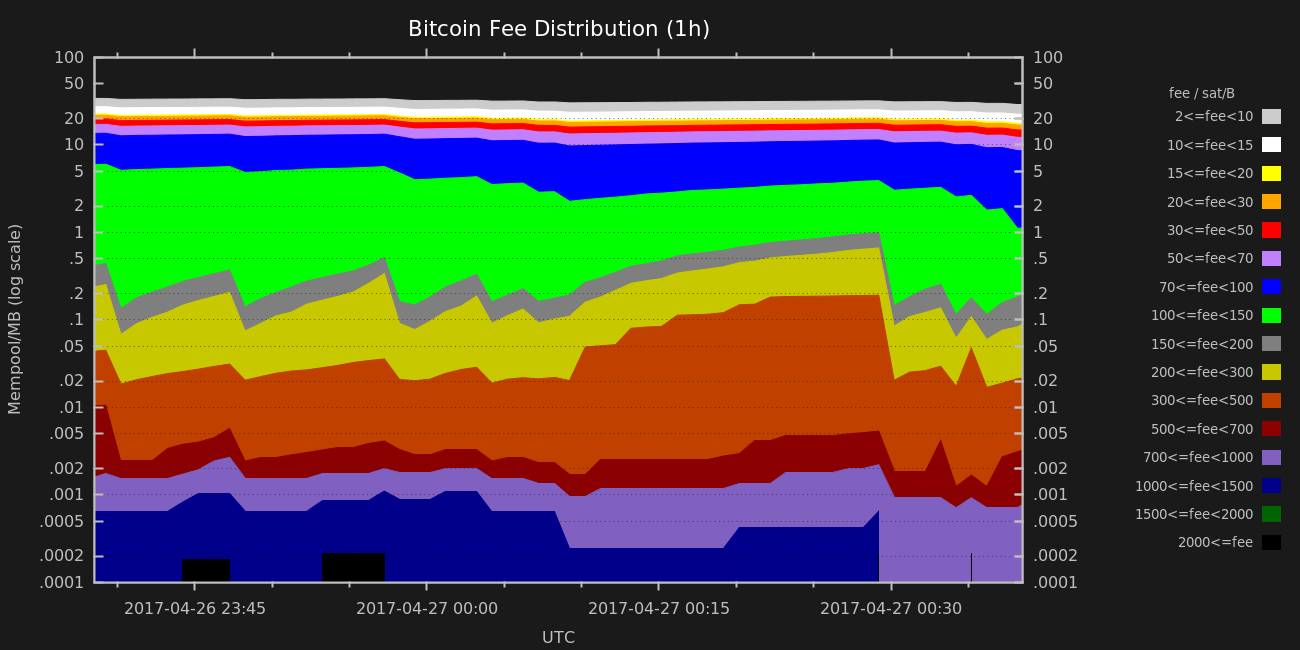 Bitcoin Fee Distribution (1h)
Mempool/MB (log scale)
100
50
20
10
5
2
1
.5
.2
.1
.05
.02
.01
.005
.002
.001
.0005
.0002
.0001
100
50
20
10
5
2
1
.5
.2
.1
.05
.02
.01
.005
.002
.001
.0005
.0002
.0001
2017-04-26 23:45
2017-04-27 00:00
2017-04-27 00:15
2017-04-27 00:30
UTC
fee / sat/B
2<=fee<10
10<=fee<15
15<=fee<20
20<=fee<30
30<=fee<50
50<=fee<70
70<=fee<100
100<=fee<150
150<=fee<200
200<=fee<300
300<=fee<500
500<=fee<700
700<=fee<1000
1000<=fee<1500
1500<=fee<2000
2000<=fee